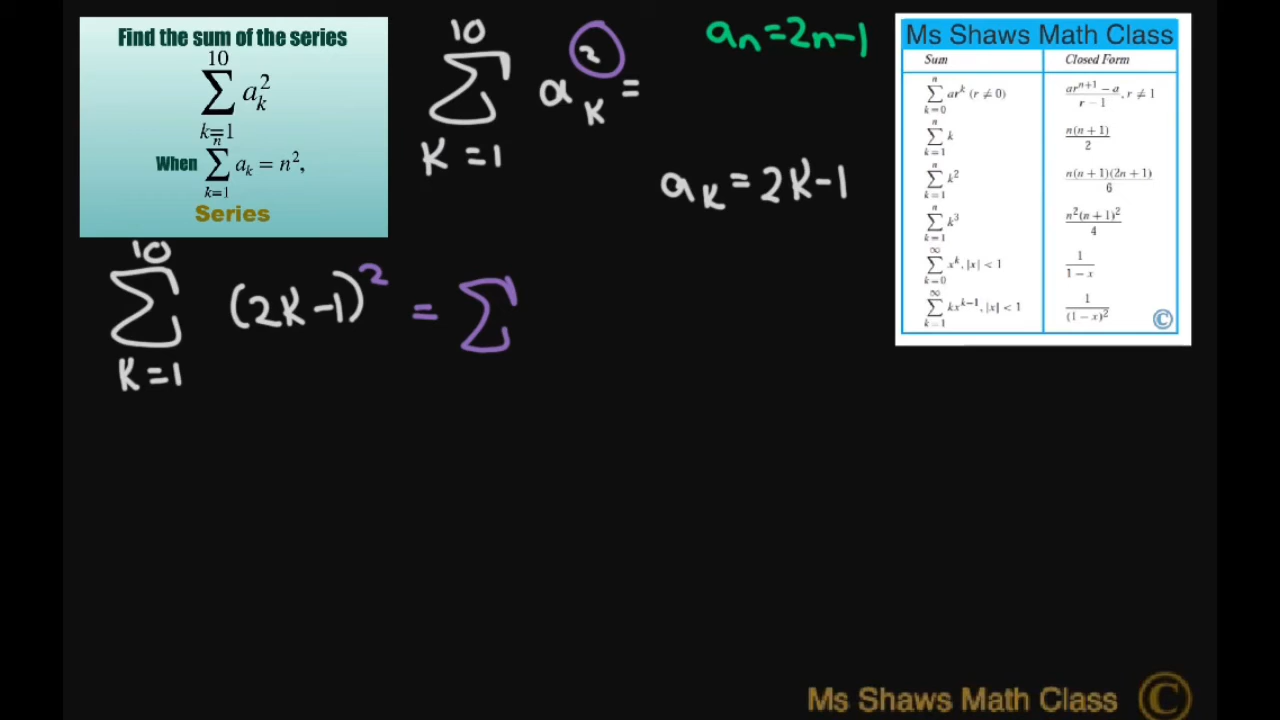 Find the sum of the series
10
∑ a_k^2
k=1
When n ∑ k=1 a_k = n^2,
Series
10
∑ a_k^2 =
K = 1
a_n = 2n-1
a_K = 2K-1
10
∑ (2K-1)^2 = ∑
K=1
Ms Shaws Math Class
Sum Closed Form
n ∑ k=0 ar^k (r ≠ 0) (ar^{n+1} - a)/(r - 1), r ≠ 1
n ∑ k=1 k n(n + 1)/2
n ∑ k=1 k^2 n(n + 1)(2n + 1)/6
n ∑ k=1 k^3 n^2(n + 1)^2/4
∞ ∑ k=0 x^k, |x| < 1 1/(1 - x)
∞ ∑ k=1 kx^{k-1}, |x| < 1 1/(1 - x)^2
©
Ms Shaws Math Class ©